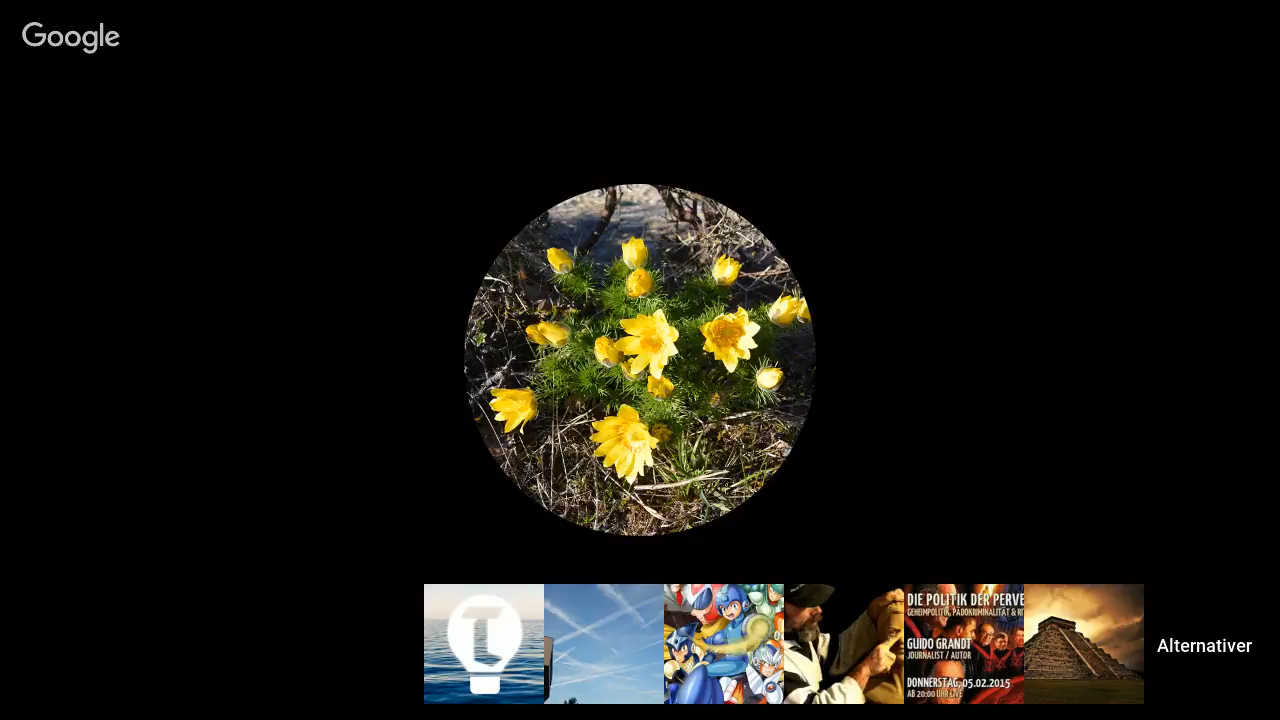 Google
DIE POLITIK DER PERVE
GEHEIMPOLITIK, PÄDOKRIMINALITÄT & RI
GUIDO GRANDT
JOURNALIST / AUTOR
DONNERSTAG, 05.02.2015
AB 20:00 UHR LIVE
Alternativer